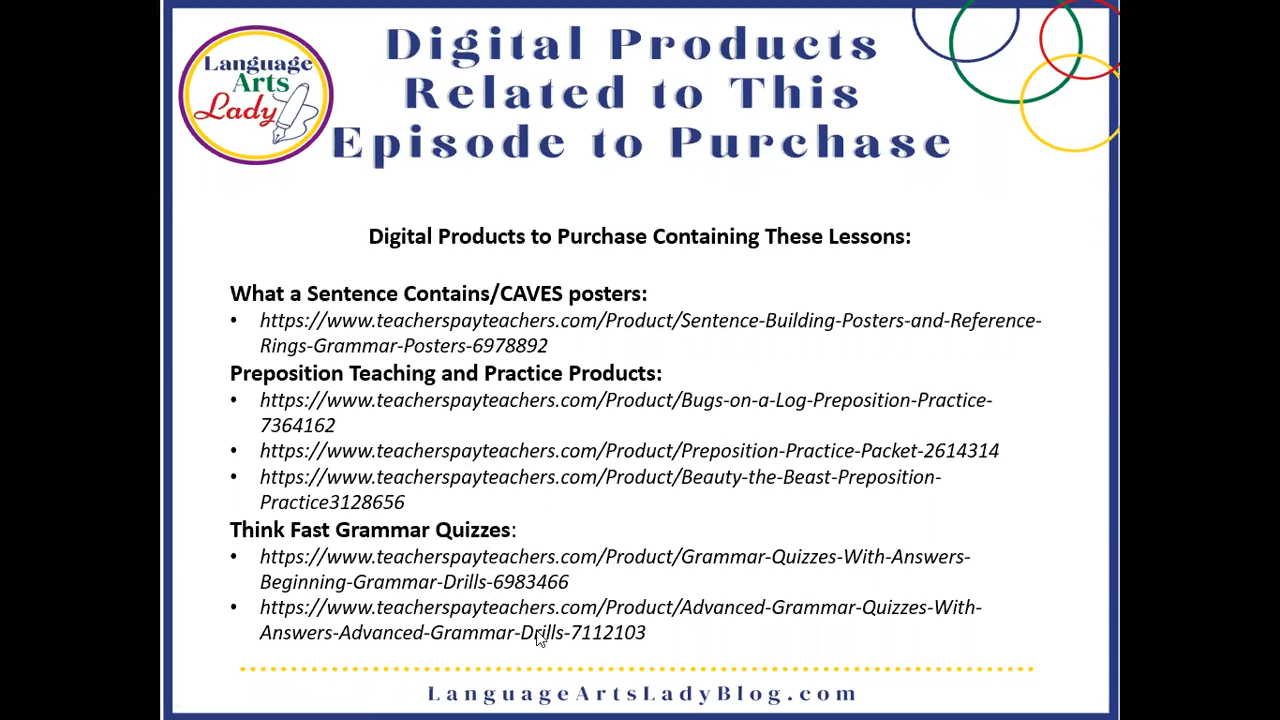 Language
Arts
Lady
Digital Products
Related to This
Episode to Purchase
Digital Products to Purchase Containing These Lessons:
What a Sentence Contains/CAVES posters:
• https://www.teacherspayteachers.com/Product/Sentence-Building-Posters-and-Reference-
Rings-Grammar-Posters-6978892
Preposition Teaching and Practice Products:
• https://www.teacherspayteachers.com/Product/Bugs-on-a-Log-Preposition-Practice-
7364162
• https://www.teacherspayteachers.com/Product/Preposition-Practice-Packet-2614314
• https://www.teacherspayteachers.com/Product/Beauty-the-Beast-Preposition-
Practice3128656
Think Fast Grammar Quizzes:
• https://www.teacherspayteachers.com/Product/Grammar-Quizzes-With-Answers-
Beginning-Grammar-Drills-6983466
• https://www.teacherspayteachers.com/Product/Advanced-Grammar-Quizzes-With-
Answers-Advanced-Grammar-Drills-7112103
LanguageArtsLadyBlog.com